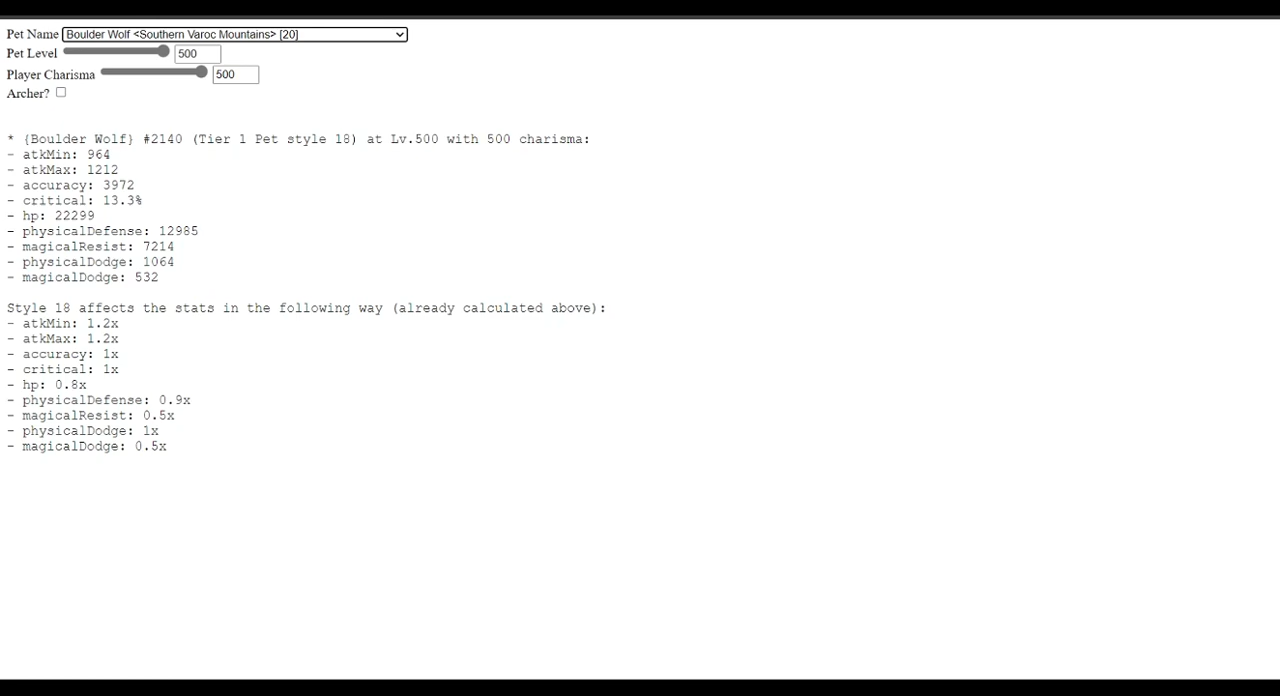 Pet Name Boulder Wolf <Southern Varoc Mountains> [20]
Pet Level 500
Player Charisma 500
Archer?
* {Boulder Wolf} #2140 (Tier 1 Pet style 18) at Lv.500 with 500 charisma:
- atkMin: 964
- atkMax: 1212
- accuracy: 3972
- critical: 13.3%
- hp: 22299
- physicalDefense: 12985
- magicalResist: 7214
- physicalDodge: 1064
- magicalDodge: 532
Style 18 affects the stats in the following way (already calculated above):
- atkMin: 1.2x
- atkMax: 1.2x
- accuracy: 1x
- critical: 1x
- hp: 0.8x
- physicalDefense: 0.9x
- magicalResist: 0.5x
- physicalDodge: 1x
- magicalDodge: 0.5x